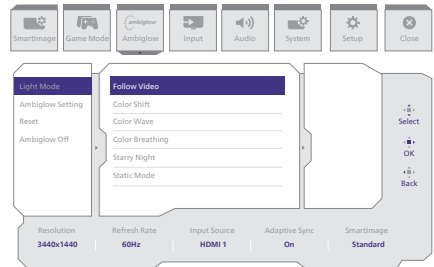 ambiglow
SmartImage Game Mode Ambiglow Input Audio System Setup Close
Light Mode
Ambiglow Setting
Reset
Ambiglow Off
Follow Video
Color Shift
Color Wave
Color Breathing
Starry Night
Static Mode
Select
OK
Back
Resolution Refresh Rate Input Source Adaptive Sync SmartImage
3440x1440 60Hz HDMI 1 On Standard